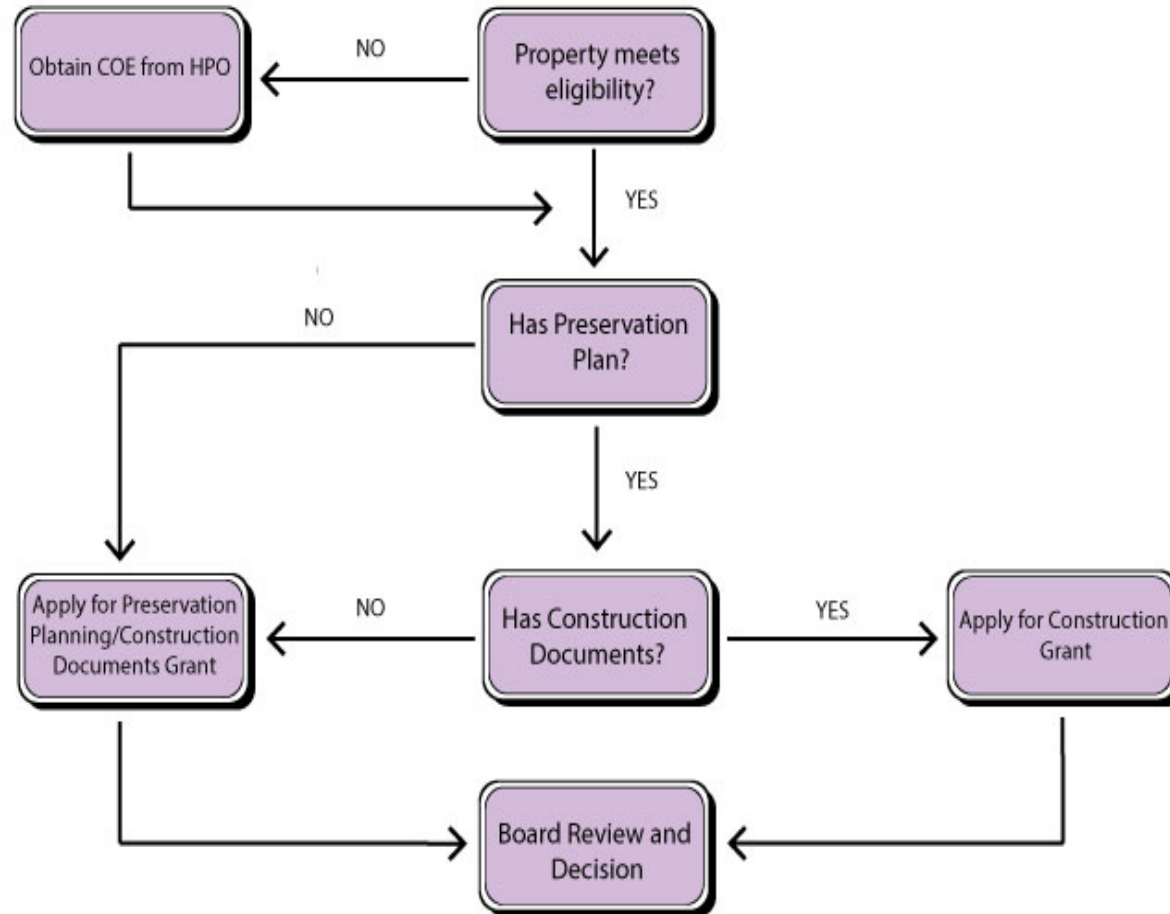 Obtain COE from HPO
NO
Property meets
eligibility?
YES
NO
Has Preservation
Plan?
YES
Apply for Preservation
Planning/Construction
Documents Grant
NO
Has Construction
Documents?
YES
Apply for Construction
Grant
Board Review and
Decision